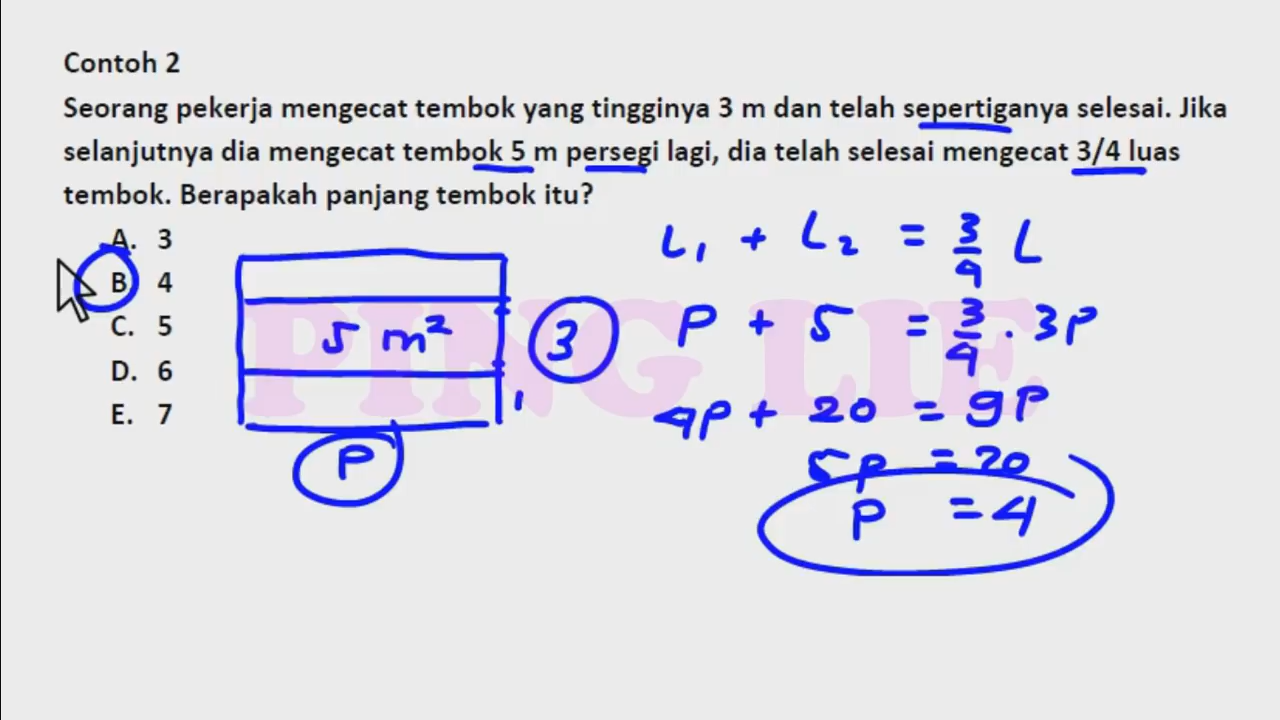 Contoh 2
Seorang pekerja mengecat tembok yang tingginya 3 m dan telah sepertiganya selesai. Jika
selanjutnya dia mengecat tembok 5 m persegi lagi, dia telah selesai mengecat 3/4 luas
tembok. Berapakah panjang tembok itu?
A. 3
B. 4
C. 5
D. 6
E. 7
5 m²
3
1
P
L₁ + L₂ = 3/4 L
P + 5 = 3/4 . 3P
4P + 20 = 9P
5P = 20
P = 4
PING LIE